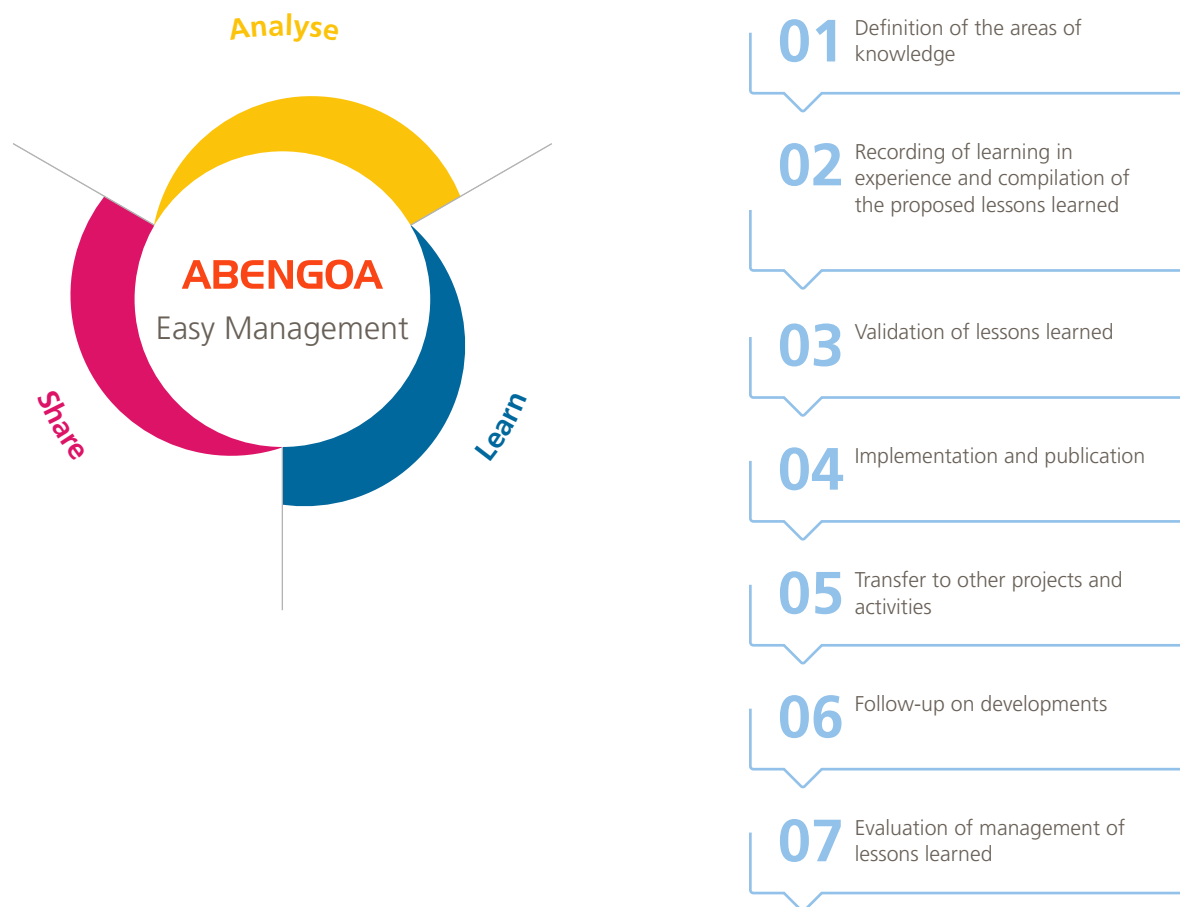 Analyse
ABENGOA
Easy Management
Share
Learn
01 Definition of the areas of
knowledge
02 Recording of learning in
experience and compilation of
the proposed lessons learned
03 Validation of lessons learned
04 Implementation and publication
05 Transfer to other projects and
activities
06 Follow-up on developments
07 Evaluation of management of
lessons learned